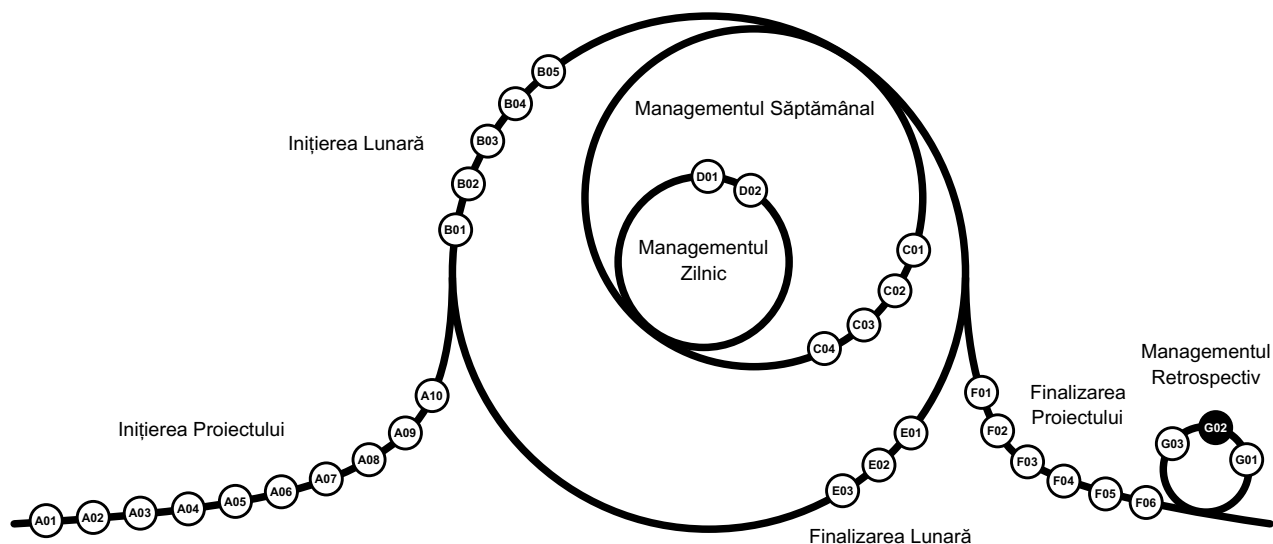 B05
B04
B03
B02
B01
Inițierea Lunară
Managementul Săptămânal
D01
D02
Managementul
Zilnic
C01
C02
C03
C04
Inițierea Proiectului
A01
A02
A03
A04
A05
A06
A07
A08
A09
A10
E01
E02
E03
Finalizarea Lunară
F01
F02
F03
F04
F05
F06
Finalizarea
Proiectului
Managementul
Retrospectiv
G03
G02
G01